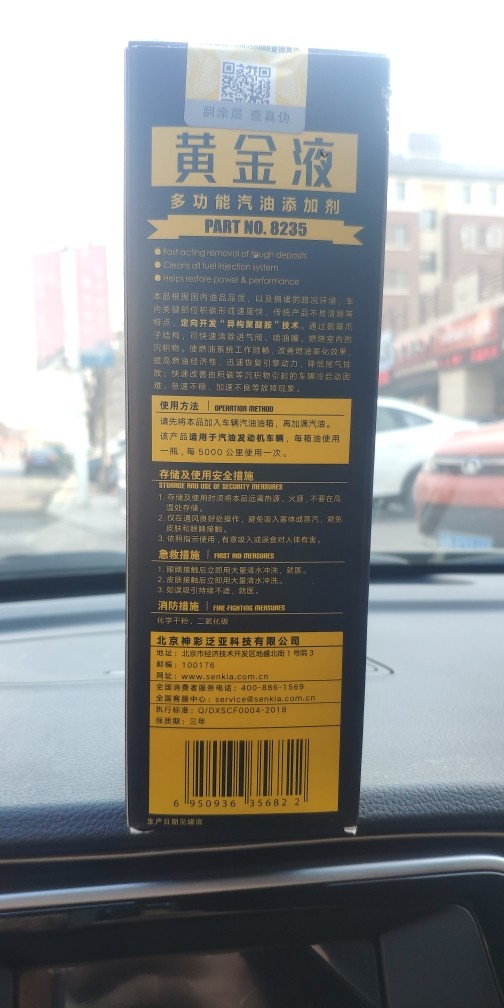 刮涂层 查真伪
黄金液
多功能汽油添加剂
PART NO. 8235
Fast acting removal of tough deposits
Cleans all fuel injection system
Helps restore power & performance
本品根据国内油品品质，以及拥堵的路况环境，车
内关键部位积碳形成速度快，传统产品不易清除等
特点，定向开发“异构聚醚胺”技术，通过氨基爪
子结构，可快速清除进气阀、喷油嘴、燃烧室内的
沉积物。使燃油系统工作顺畅，改善燃油雾化效果，
提高燃油经济性，迅速恢复引擎动力，降低尾气排
放；快速改善由积碳等沉积物引起的车辆冷启动困
难、怠速不稳、加速不良等故障现象。
使用方法 | OPERATION METHOD
请先将本品加入车辆汽油油箱，再加满汽油。
该产品适用于汽油发动机车辆，每箱油使用
一瓶，每 5000 公里使用一次。
存储及使用安全措施
STORAGE AND USE OF SECURITY MEASURES
1. 存储及使用时须将本品远离热源、火源，不要在高
温处存储。
2. 仅在通风良好处操作，避免吸入雾体或蒸汽，避免
皮肤和眼睛接触。
3. 依照指示使用，有意吸入或误食对人体有害。
急救措施 | FIRST AID MEASURES
1. 眼睛接触后立即用大量清水冲洗，就医。
2. 皮肤接触后立即用大量清水冲洗。
3. 如误吸引持续不适，就医。
消防措施 | FIRE-FIGHTING MEASURES
化学干粉、二氧化碳
北京神彩泛亚科技有限公司
地址：北京市经济技术开发区地盛北街 1 号院 3
邮编：100176
网址：www.senkia.com.cn
全国消费者服务电话：400-886-1569
全国客服中心：service@senkia.com.cn
执行标准：Q/DXSCF0004-2018
保质期：三年
6 950936 35682 2
生产日期见罐底